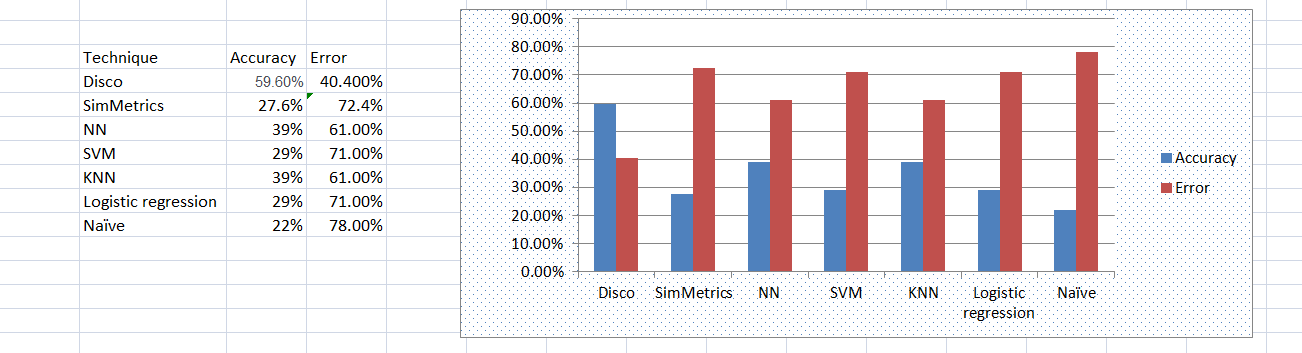 Technique Accuracy Error
Disco 59.60% 40.400%
SimMetrics 27.6% 72.4%
NN 39% 61.00%
SVM 29% 71.00%
KNN 39% 61.00%
Logistic regression 29% 71.00%
Naïve 22% 78.00%
90.00%
80.00%
70.00%
60.00%
50.00%
40.00%
30.00%
20.00%
10.00%
0.00%
Disco SimMetrics NN SVM KNN Logistic regression Naïve
Accuracy
Error